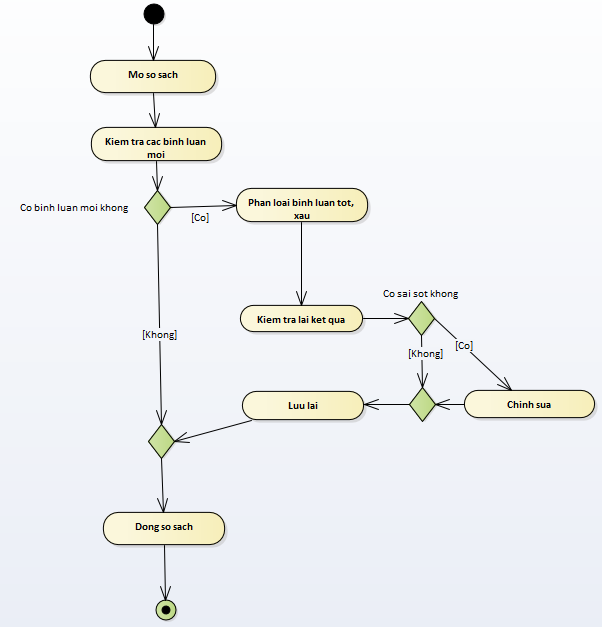 Mo so sach
Kiem tra cac binh luan
moi
Co binh luan moi khong
[Co]
Phan loai binh luan tot,
xau
Co sai sot khong
Kiem tra lai ket qua
[Khong]
[Khong]
[Co]
Luu lai
Chinh sua
Dong so sach